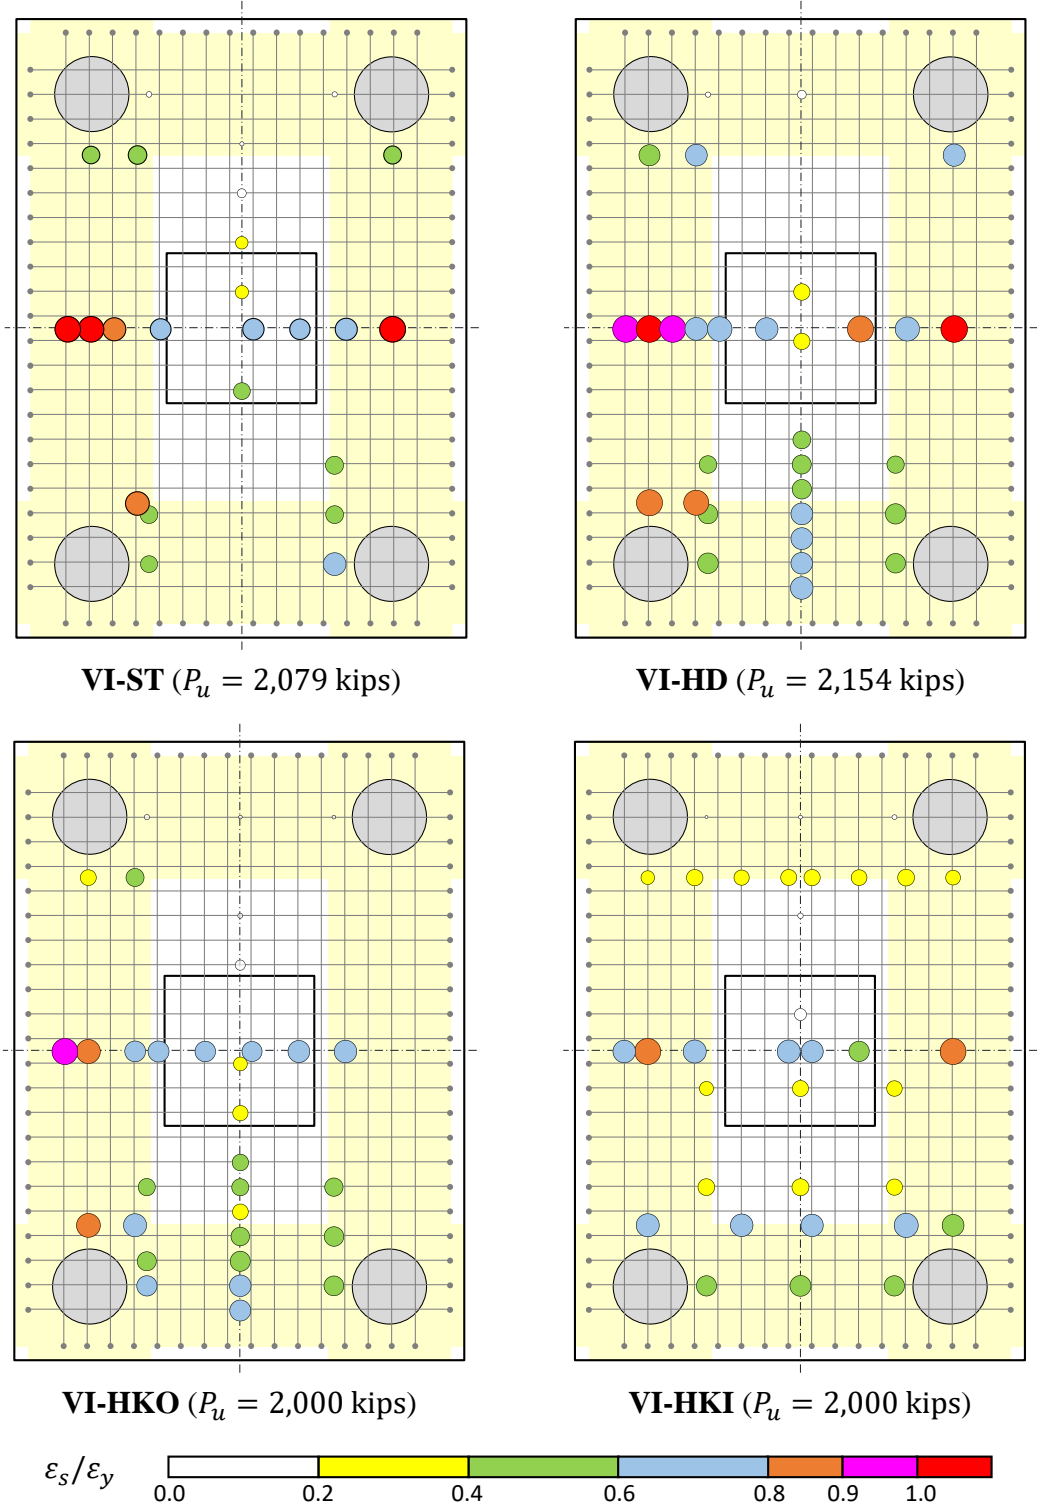 VI-ST (P_u = 2,079 kips)
VI-HD (P_u = 2,154 kips)
VI-HKO (P_u = 2,000 kips)
VI-HKI (P_u = 2,000 kips)
ε_s/ε_y
0.0 0.2 0.4 0.6 0.8 0.9 1.0